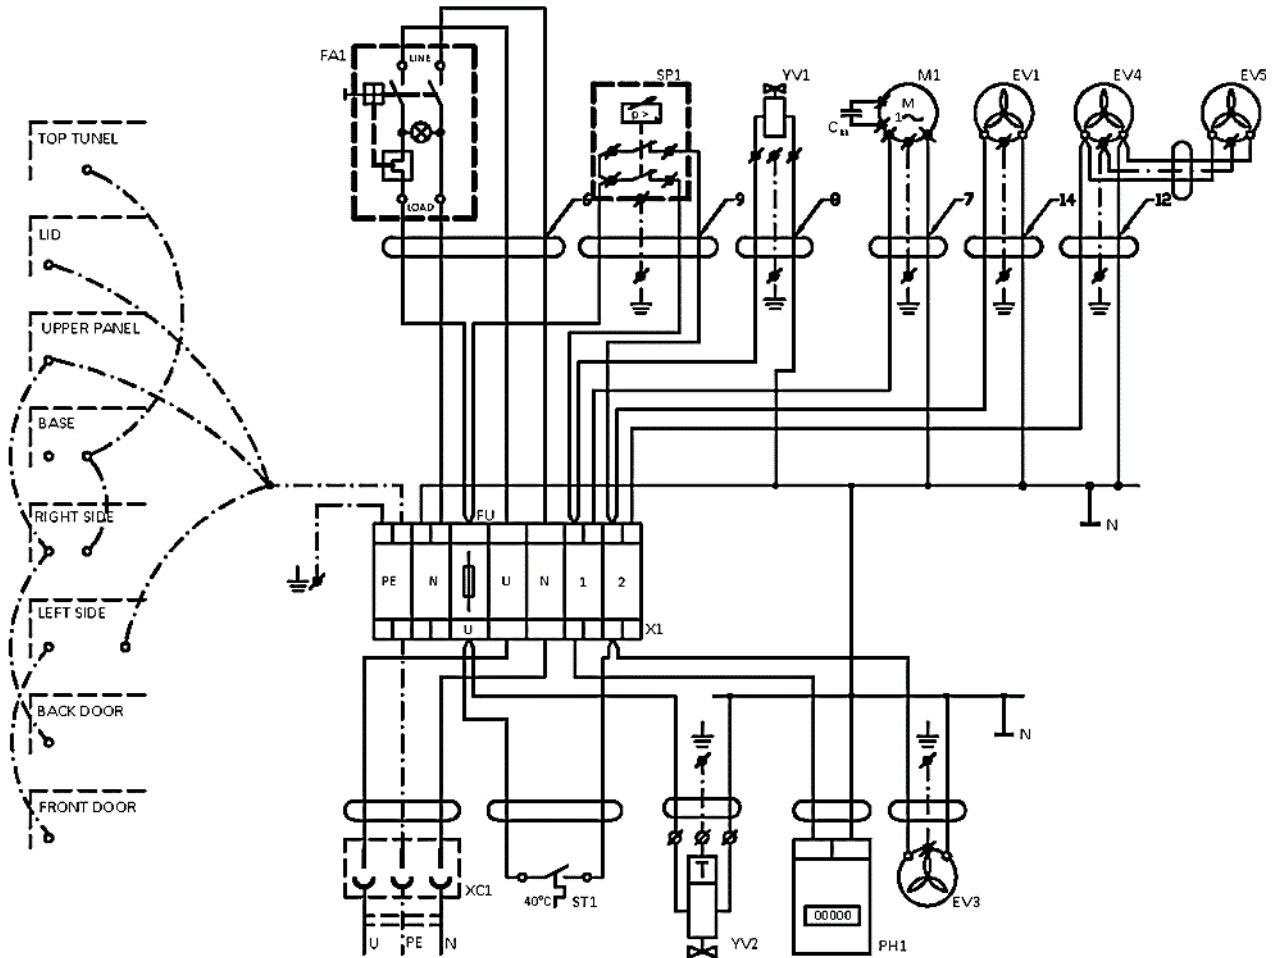 FA1
LINE
LOAD
SP1
p >
YV1
M1
M
1
C
EV1
EV4
EV5
6
9
8
7
14
12
TOP TUNEL
LID
UPPER PANEL
BASE
RIGHT SIDE
LEFT SIDE
BACK DOOR
FRONT DOOR
N
FU
PE
N
U
N
1
2
U
X1
N
XC1
U
PE
N
40°C
ST1
YV2
00000
PH1
EV3
T